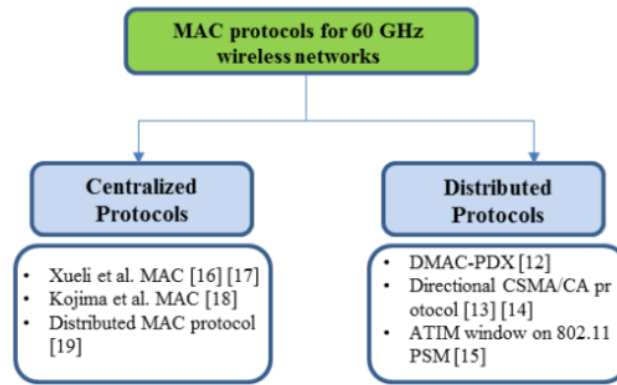 MAC protocols for 60 GHz
wireless networks
Centralized
Protocols
• Xueli et al. MAC [16] [17]
• Kojima et al. MAC [18]
• Distributed MAC protocol
[19]
Distributed
Protocols
• DMAC-PDX [12]
• Directional CSMA/CA pr
otocol [13] [14]
• ATIM window on 802.11
PSM [15]